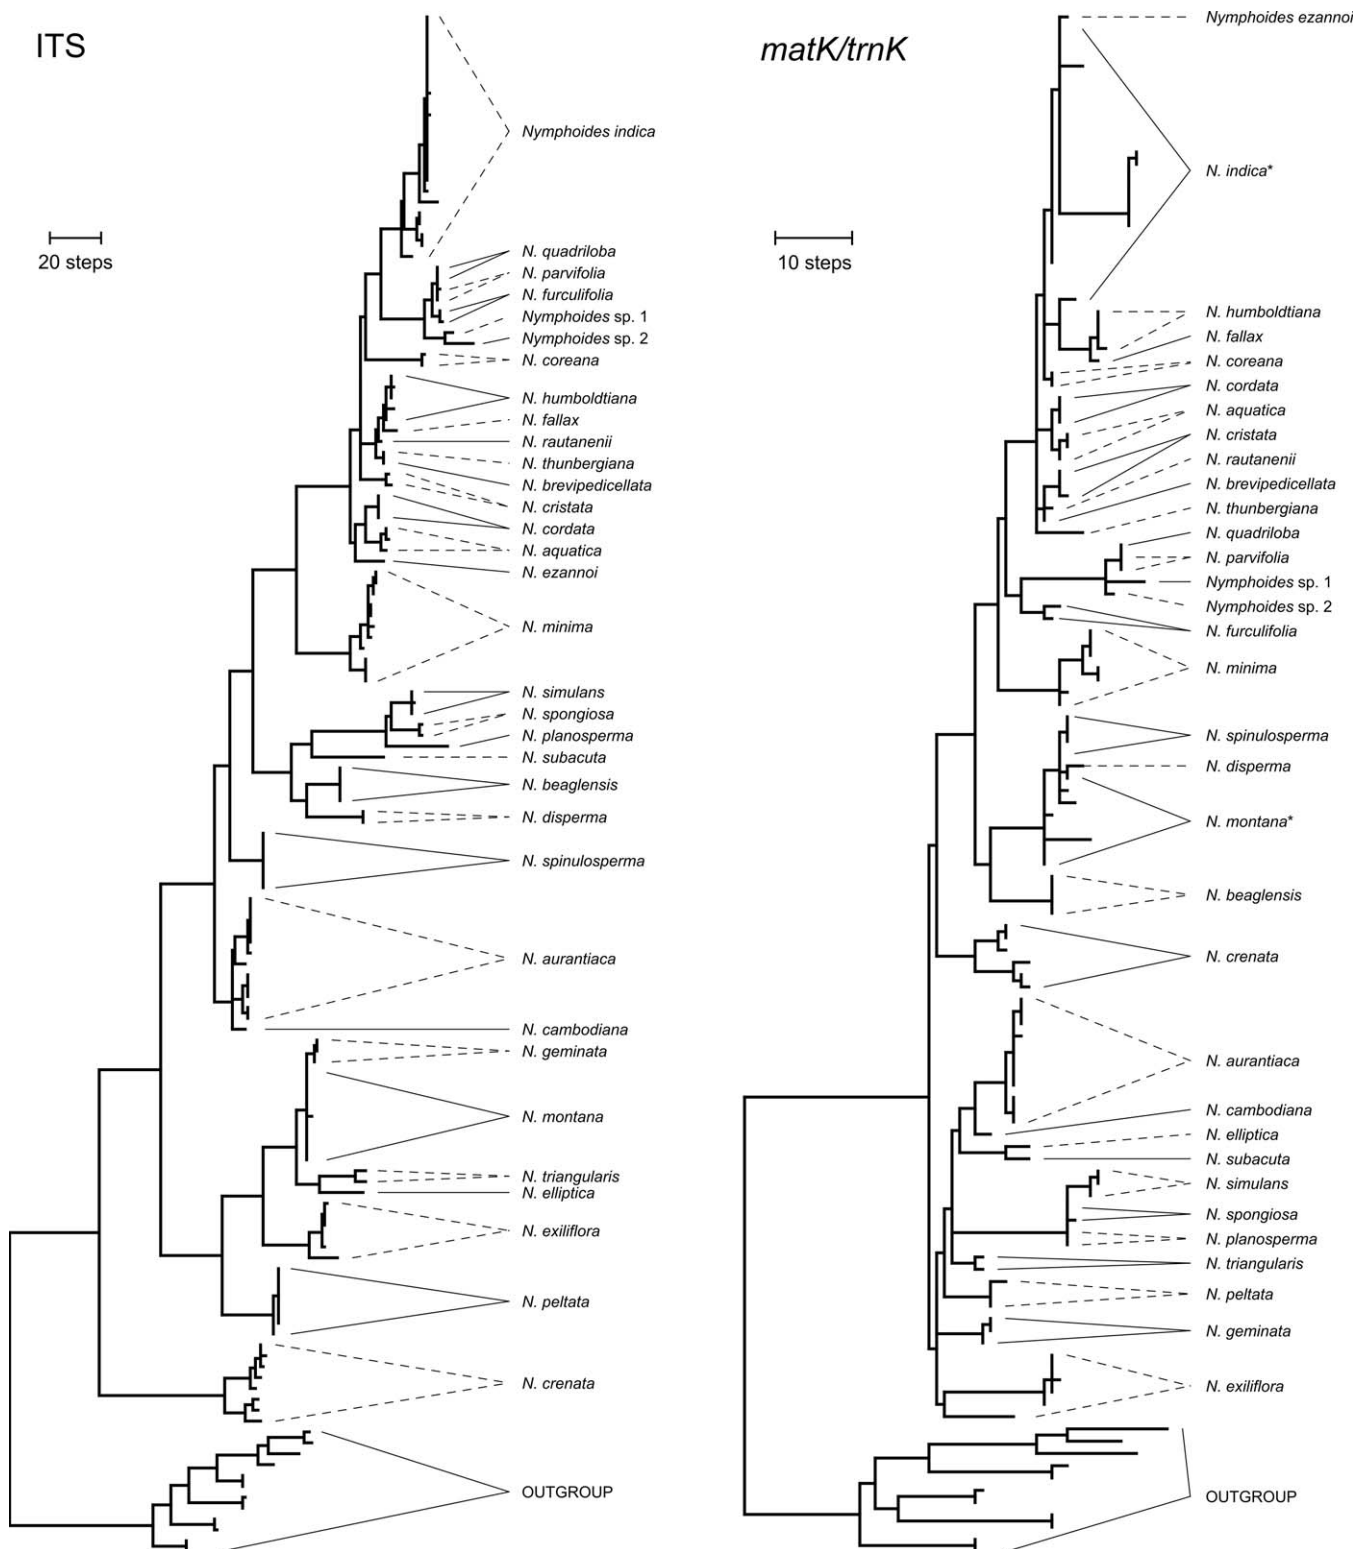 ITS
20 steps
Nymphoides indica
N. quadriloba
N. parvifolia
N. furculifolia
Nymphoides sp. 1
Nymphoides sp. 2
N. coreana
N. humboldtiana
N. fallax
N. rautanenii
N. thunbergiana
N. brevipedicellata
N. cristata
N. cordata
N. aquatica
N. ezannoi
N. minima
N. simulans
N. spongiosa
N. planosperma
N. subacuta
N. beaglensis
N. disperma
N. spinulosperma
N. aurantiaca
N. cambodiana
N. geminata
N. montana
N. triangularis
N. elliptica
N. exiliflora
N. peltata
N. crenata
OUTGROUP
matK/trnK
10 steps
Nymphoides ezannoi
N. indica*
N. humboldtiana
N. fallax
N. coreana
N. cordata
N. aquatica
N. cristata
N. rautanenii
N. brevipedicellata
N. thunbergiana
N. quadriloba
N. parvifolia
Nymphoides sp. 1
Nymphoides sp. 2
N. furculifolia
N. minima
N. spinulosperma
N. disperma
N. montana*
N. beaglensis
N. crenata
N. aurantiaca
N. cambodiana
N. elliptica
N. subacuta
N. simulans
N. spongiosa
N. planosperma
N. triangularis
N. peltata
N. geminata
N. exiliflora
OUTGROUP